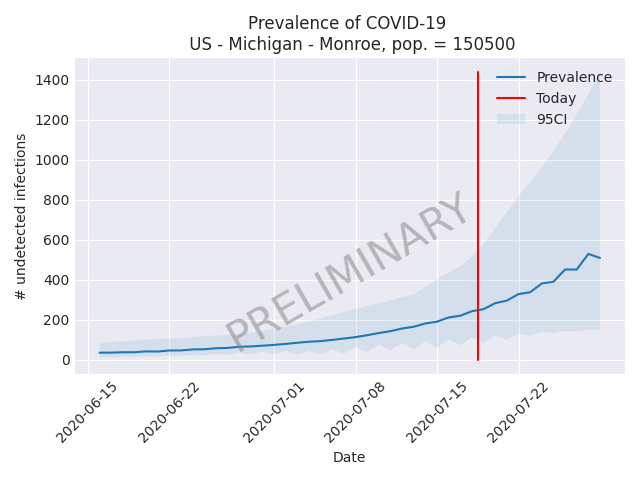 Prevalence of COVID-19
US - Michigan - Monroe, pop. = 150500
Prevalence
Today
95CI
# undetected infections
1400
1200
1000
800
600
400
200
0
PRELIMINARY
2020-06-15
2020-06-22
2020-07-01
2020-07-08
2020-07-15
2020-07-22
Date